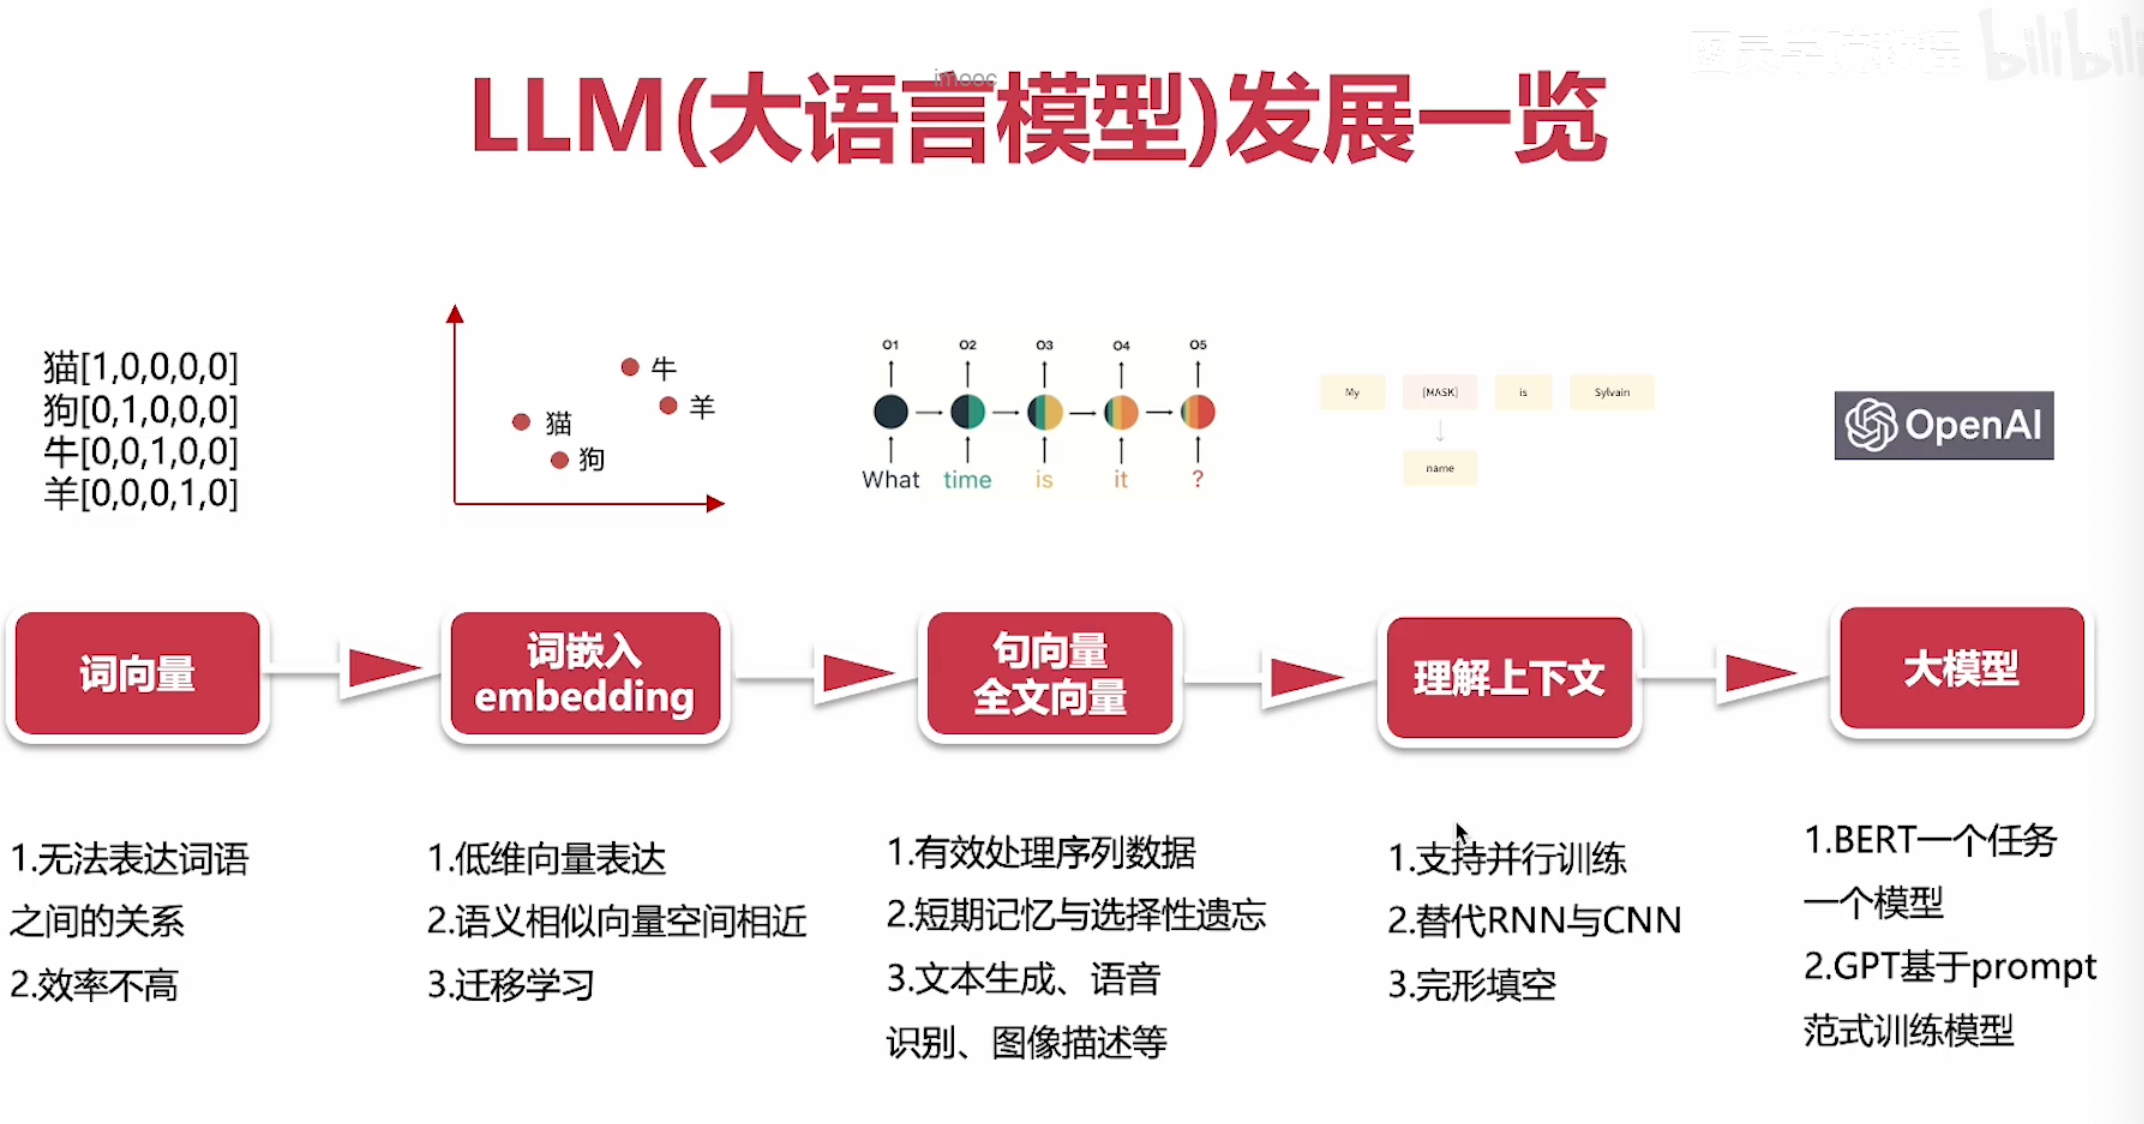 bilibili
imooc
LLM(大语言模型)发展一览
猫[1,0,0,0,0]
狗[0,1,0,0,0]
牛[0,0,1,0,0]
羊[0,0,0,1,0]
牛
羊
猫
狗
O1 O2 O3 O4 O5
What time is it ?
My [MASK] is Sylvain
name
OpenAI
词向量
词嵌入
embedding
句向量
全文向量
理解上下文
大模型
1.无法表达词语
之间的关系
2.效率不高
1.低维向量表达
2.语义相似向量空间相近
3.迁移学习
1.有效处理序列数据
2.短期记忆与选择性遗忘
3.文本生成、语音
识别、图像描述等
1.支持并行训练
2.替代RNN与CNN
3.完形填空
1.BERT一个任务
一个模型
2.GPT基于prompt
范式训练模型